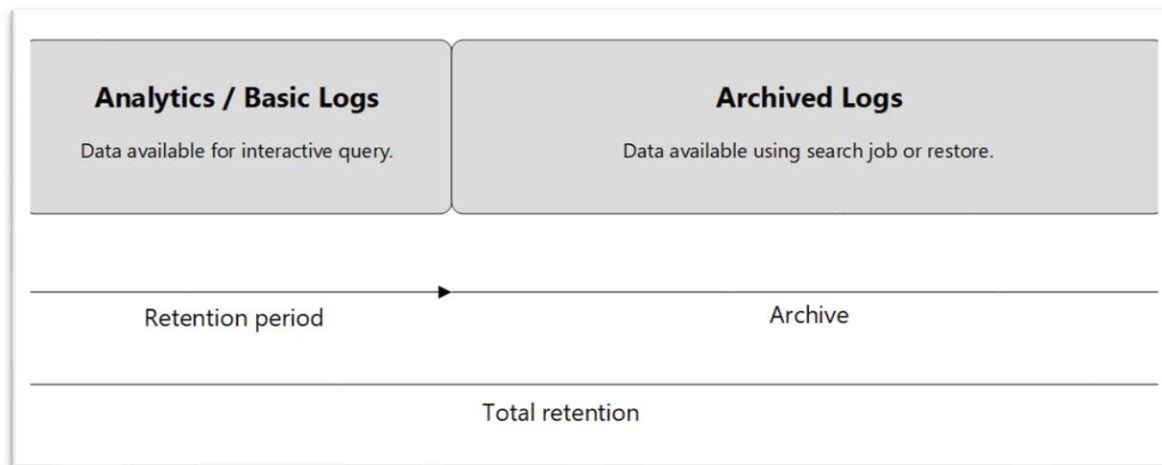 Analytics / Basic Logs
Data available for interactive query.
Archived Logs
Data available using search job or restore.
Retention period
Archive
Total retention